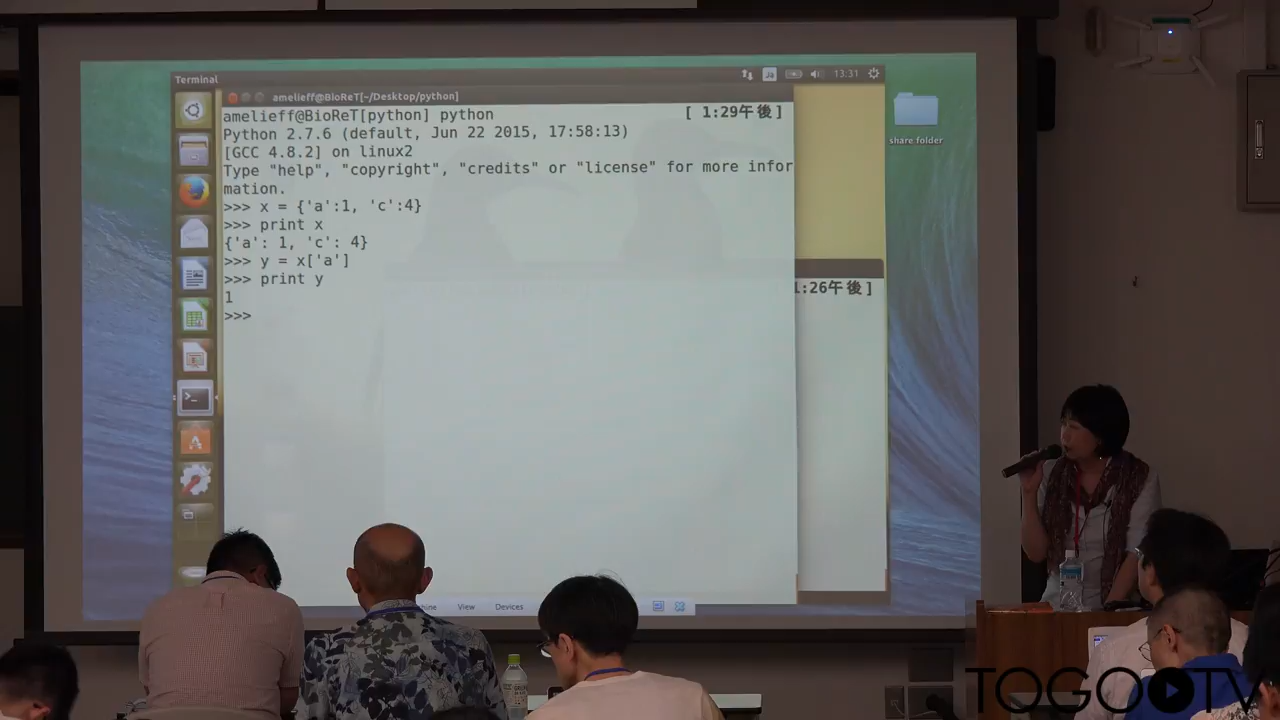 Terminal
Ja
13:31
amelieff@BioReT[~/Desktop/python]
amelieff@BioReT[python] python
[ 1:29午後]
Python 2.7.6 (default, Jun 22 2015, 17:58:13)
[GCC 4.8.2] on linux2
Type "help", "copyright", "credits" or "license" for more infor
mation.
>>> x = {'a':1, 'c':4}
>>> print x
{'a': 1, 'c': 4}
>>> y = x['a']
>>> print y
1
>>>
share folder
1:26午後]
View
Devices
TOGOTV